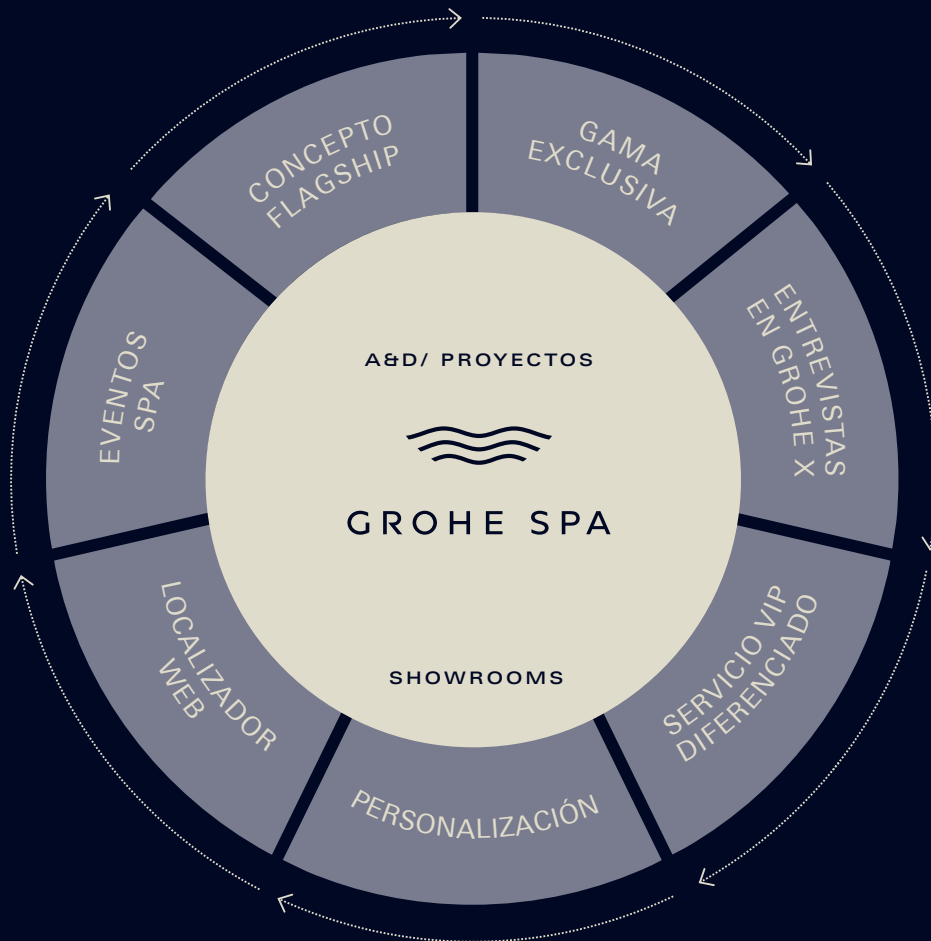 CONCEPTO
FLAGSHIP
GAMA
EXCLUSIVA
ENTREVISTAS
EN GROHE X
SERVICIO VIP
DIFERENCIADO
PERSONALIZACIÓN
LOCALIZADOR
WEB
EVENTOS
SPA
A&D/ PROYECTOS
GROHE SPA
SHOWROOMS